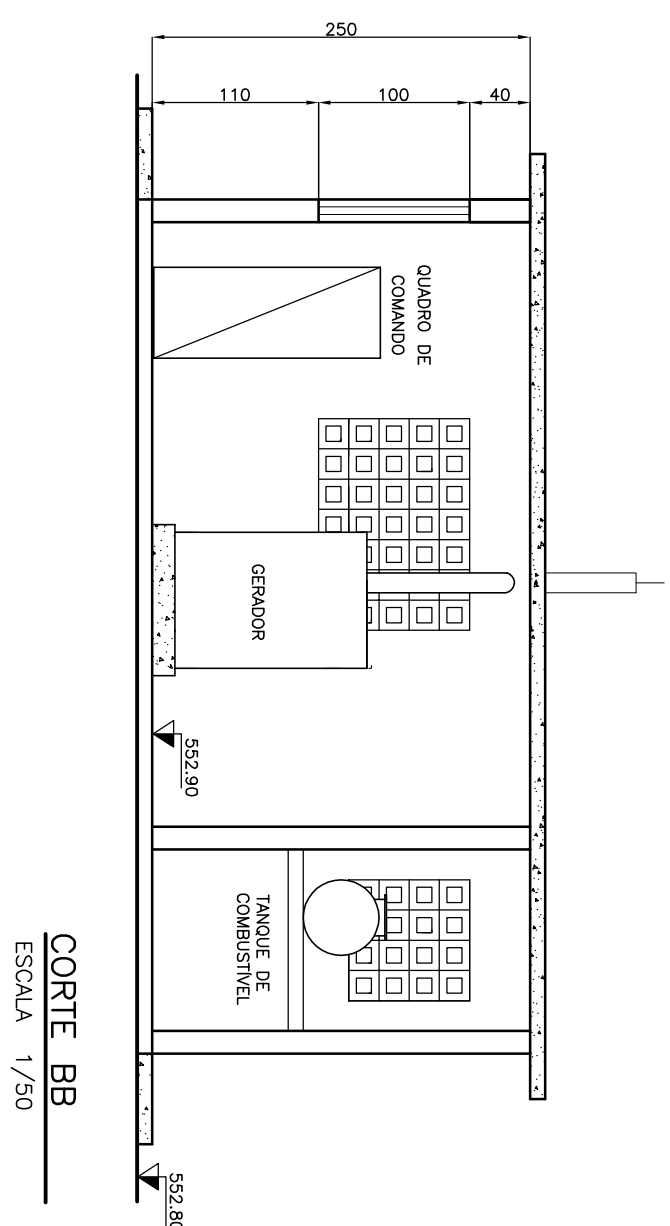 250
110
100
40
QUADRO DE
COMANDO
GERADOR
552.90
TANQUE DE
COMBUSTÍVEL
552.80
CORTE BB
ESCALA 1/50